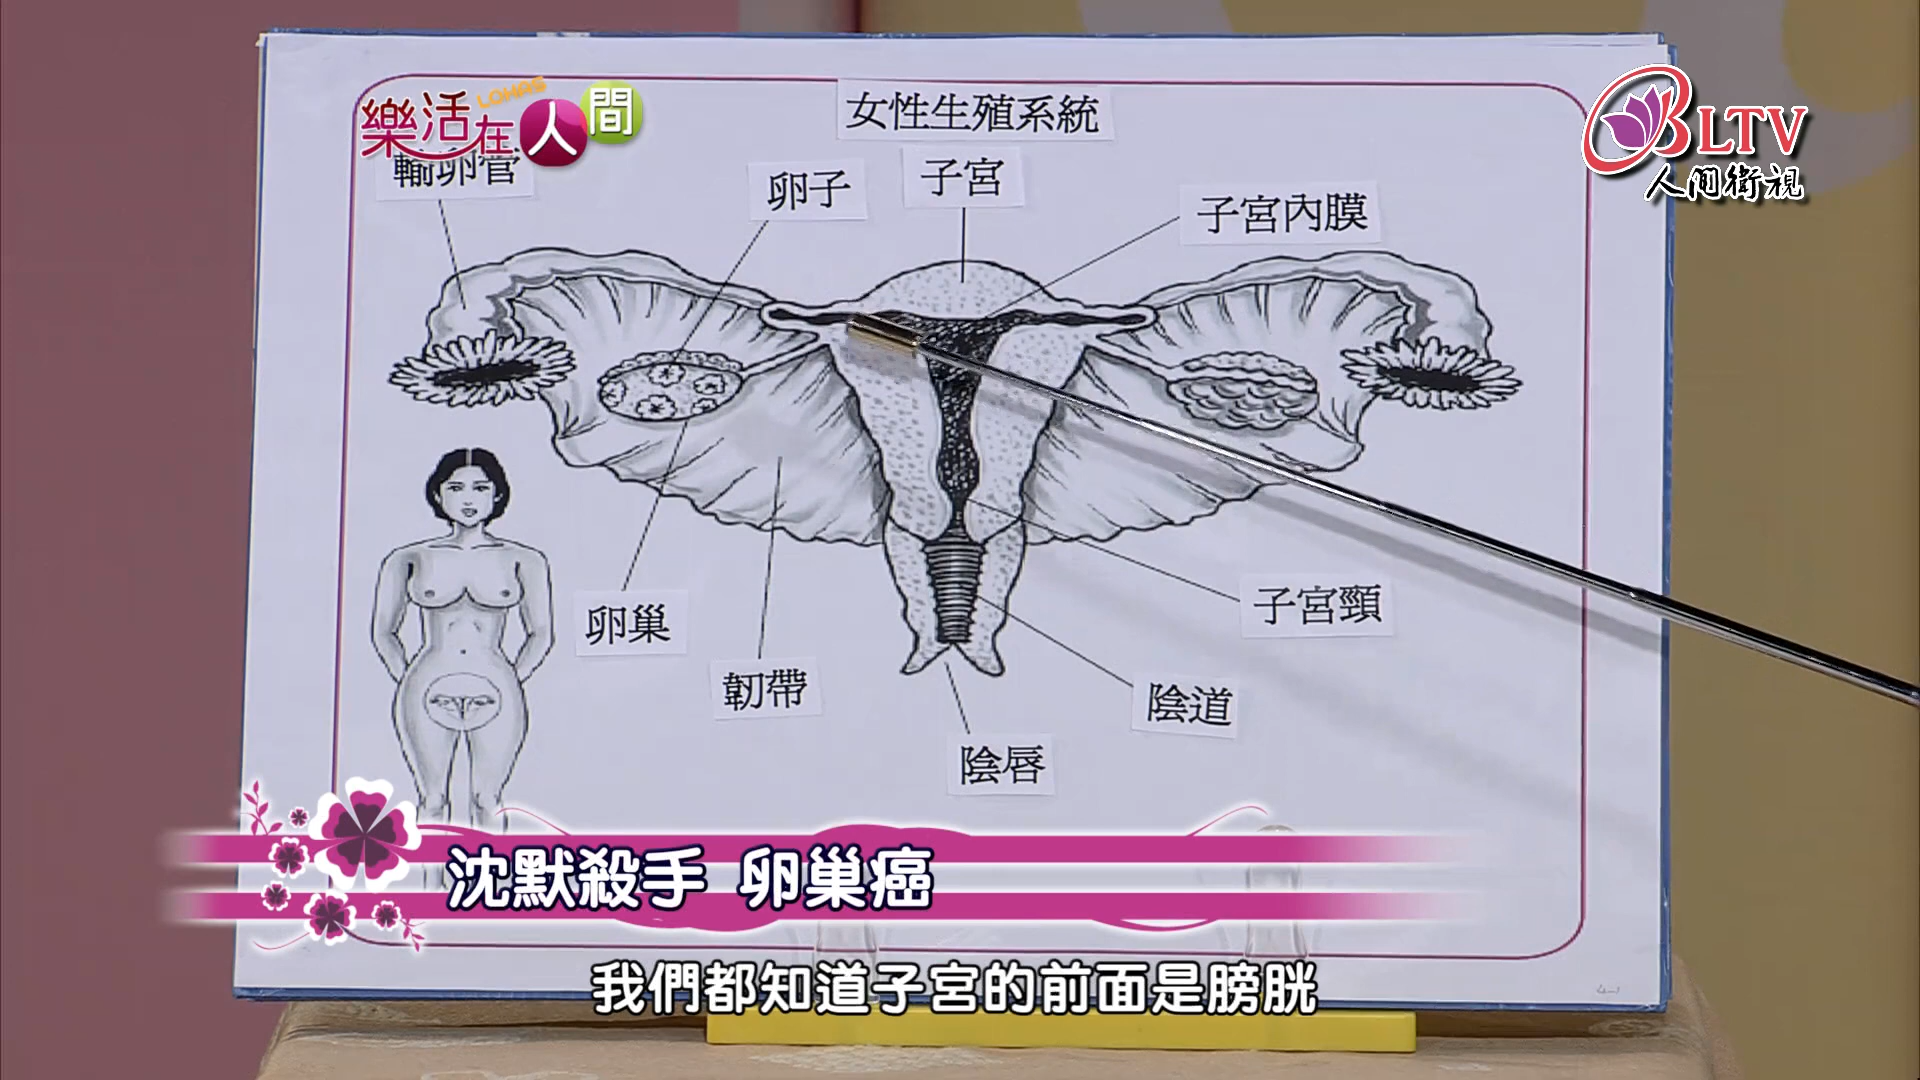 樂活在人間
LOHAS
BLTV
人間衛視
女性生殖系統
輸卵管
卵子
子宮
子宮內膜
卵巢
韌帶
子宮頸
陰道
陰唇
沈默殺手 卵巢癌
我們都知道子宮的前面是膀胱